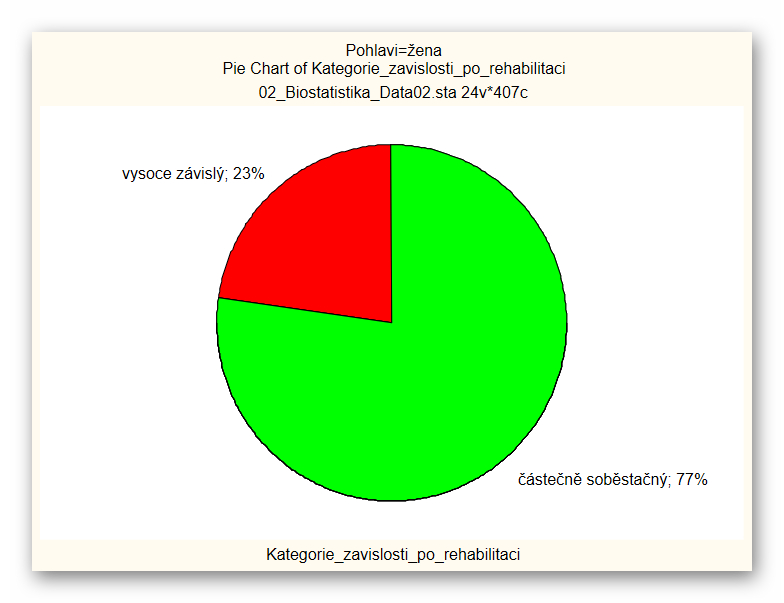 Pohlavi=žena
Pie Chart of Kategorie_zavislosti_po_rehabilitaci
02_Biostatistika_Data02.sta 24v*407c
vysoce závislý; 23%
částečně soběstačný; 77%
Kategorie_zavislosti_po_rehabilitaci